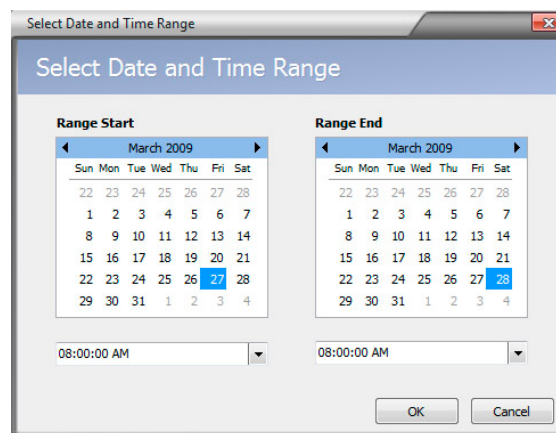 Select Date and Time Range
Select Date and Time Range
Range Start
March 2009
Sun Mon Tue Wed Thu Fri Sat
22 23 24 25 26 27 28
1 2 3 4 5 6 7
8 9 10 11 12 13 14
15 16 17 18 19 20 21
22 23 24 25 26 27 28
29 30 31 1 2 3 4
08:00:00 AM
Range End
March 2009
Sun Mon Tue Wed Thu Fri Sat
22 23 24 25 26 27 28
1 2 3 4 5 6 7
8 9 10 11 12 13 14
15 16 17 18 19 20 21
22 23 24 25 26 27 28
29 30 31 1 2 3 4
08:00:00 AM
OK Cancel